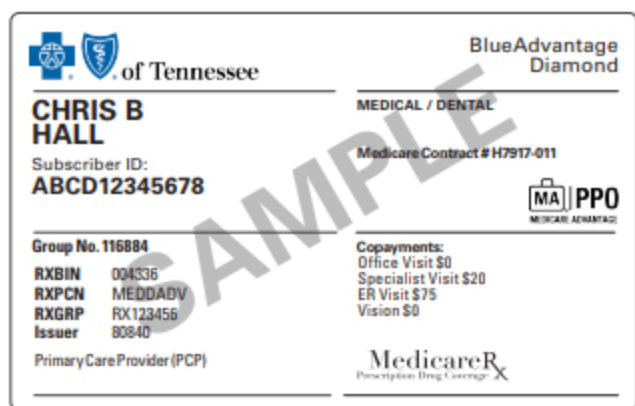 of Tennessee
BlueAdvantage
Diamond
CHRIS B
HALL
Subscriber ID:
ABCD12345678
MEDICAL / DENTAL
Medicare Contract # H7917-011
MA PPO
MEDICARE ADVANTAGE
SAMPLE
Group No. 116884
RXBIN 004336
RXPCN MEDDADV
RXGRP RX123456
Issuer 80840
Primary Care Provider (PCP)
Copayments:
Office Visit $0
Specialist Visit $20
ER Visit $75
Vision $0
MedicareRx
Prescription Drug Coverage